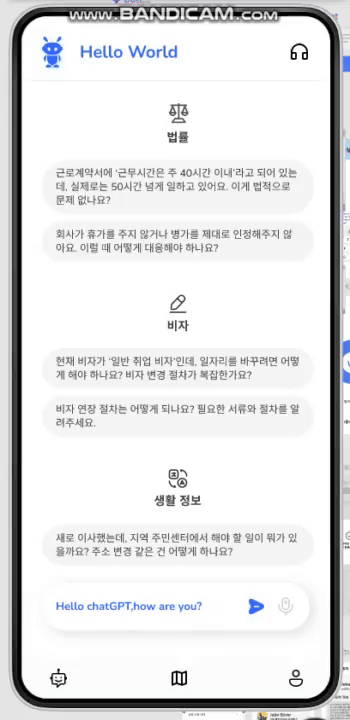 www.BANDICAM.com
Hello World
법률
근로계약서에 '근무시간은 주 40시간 이내'라고 되어 있는
데, 실제로는 50시간 넘게 일하고 있어요. 이게 법적으로
문제 없나요?
회사가 휴가를 주지 않거나 병가를 제대로 인정해주지 않
아요. 이럴 때 어떻게 대응해야 하나요?
비자
현재 비자가 '일반 취업 비자'인데, 일자리를 바꾸려면 어떻
게 해야 하나요? 비자 변경 절차가 복잡한가요?
비자 연장 절차는 어떻게 되나요? 필요한 서류와 절차를 알
려주세요.
생활 정보
새로 이사했는데, 지역 주민센터에서 해야 할 일이 뭐가 있
을까요? 주소 변경 같은 건 어떻게 하나요?
Hello chatGPT,how are you?